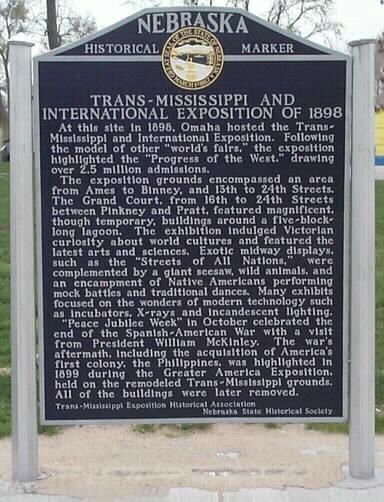 NEBRASKA
HISTORICAL MARKER
TRANS-MISSISSIPPI AND
INTERNATIONAL EXPOSITION OF 1898
At this site in 1898, Omaha hosted the Trans-
Mississippi and International Exposition. Following
the model of other "world's fairs," the exposition
highlighted the "Progress of the West," drawing
over 2.5 million admissions.
The exposition grounds encompassed an area
from Ames to Binney, and 13th to 24th Streets.
The Grand Court, from 16th to 24th Streets
between Pinkney and Pratt, featured magnificent,
though temporary, buildings around a five-block-
long lagoon. The exhibition indulged Victorian
curiosity about world cultures and featured the
latest arts and sciences. Exotic midway displays,
such as the "Streets of All Nations," were
complemented by a giant seesaw, wild animals, and
an encampment of Native Americans performing
mock battles and traditional dances. Many exhibits
focused on the wonders of modern technology such
as incubators, X-rays and incandescent lighting.
"Peace Jubilee Week" in October celebrated the
end of the Spanish-American War with a visit
from President William McKinley. The war's
aftermath, including the acquisition of America's
first colony, the Philippines, was highlighted in
1899 during the Greater America Exposition,
held on the remodeled Trans-Mississippi grounds.
All of the buildings were later removed.
Trans-Mississippi Exposition Historical Association
Nebraska State Historical Society